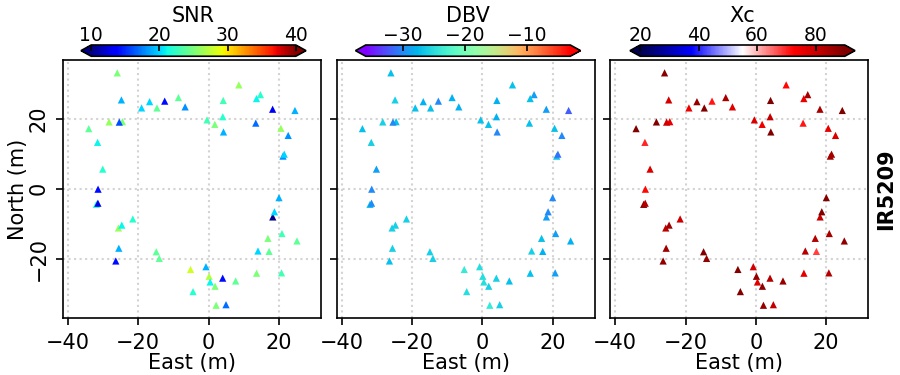 SNR DBV Xc
10 20 30 40 −30 −20 −10 20 40 60 80
North (m)
20
0
−20
IR5209
−40 −20 0 20 −40 −20 0 20 −40 −20 0 20
East (m) East (m) East (m)